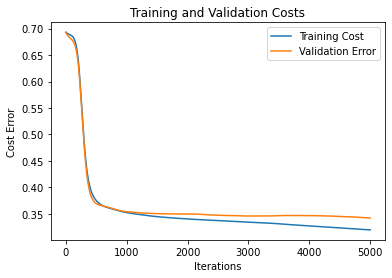 Training and Validation Costs
Training Cost
Validation Error
Cost Error
0.70
0.65
0.60
0.55
0.50
0.45
0.40
0.35
0
1000
2000
3000
4000
5000
Iterations